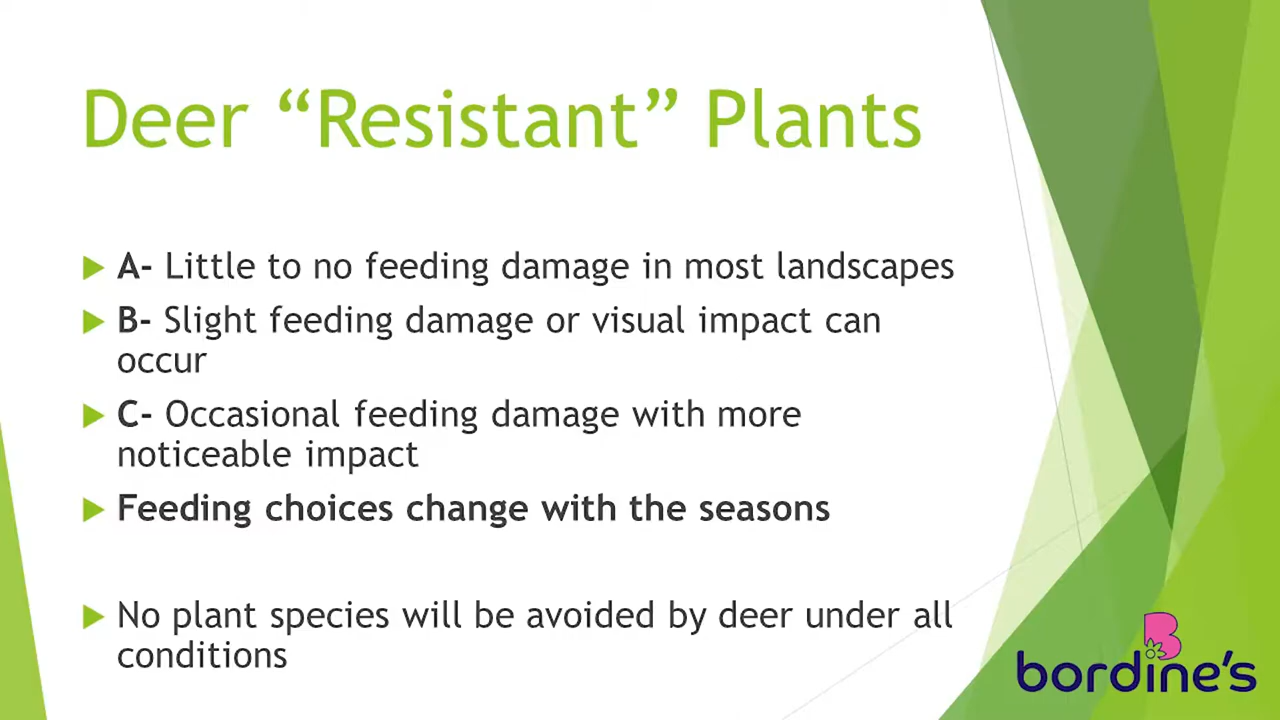 Deer “Resistant” Plants
A- Little to no feeding damage in most landscapes
B- Slight feeding damage or visual impact can
occur
C- Occasional feeding damage with more
noticeable impact
Feeding choices change with the seasons
No plant species will be avoided by deer under all
conditions
B
bordine's